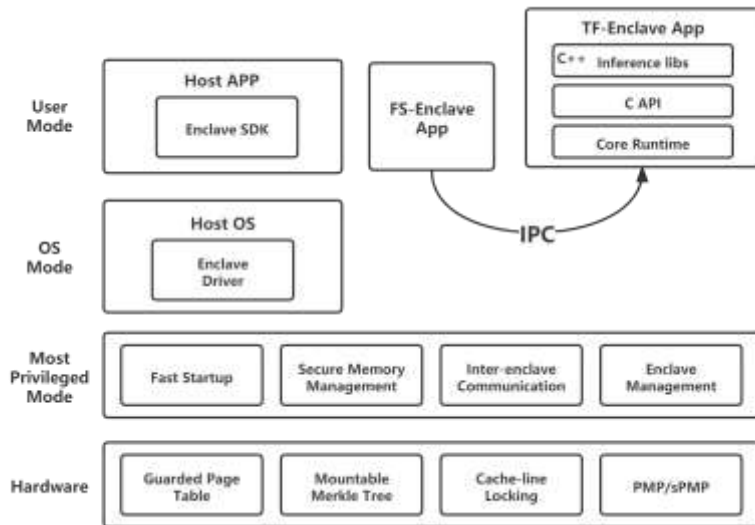 TF-Enclave App
C++ Inference libs
C API
Core Runtime
Host APP
Enclave SDK
FS-Enclave
App
User
Mode
IPC
Host OS
Enclave
Driver
OS
Mode
Most
Privileged
Mode
Fast Startup
Secure Memory
Management
Inter-enclave
Communication
Enclave
Management
Hardware
Guarded Page
Table
Mountable
Merkle Tree
Cache-line
Locking
PMP/sPMP